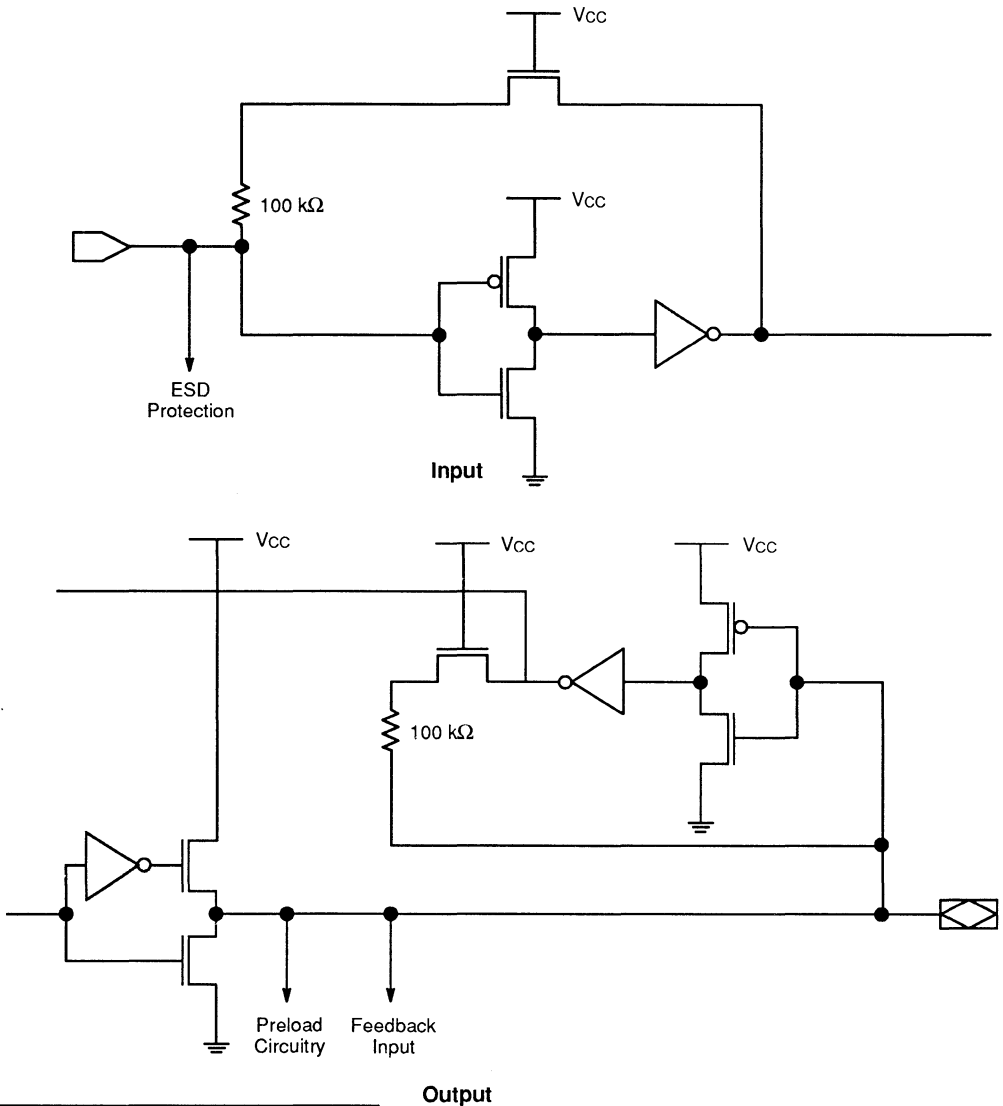 VCC
100 kΩ
VCC
ESD
Protection
Input
VCC
VCC
VCC
100 kΩ
Preload
Circuitry
Feedback
Input
Output